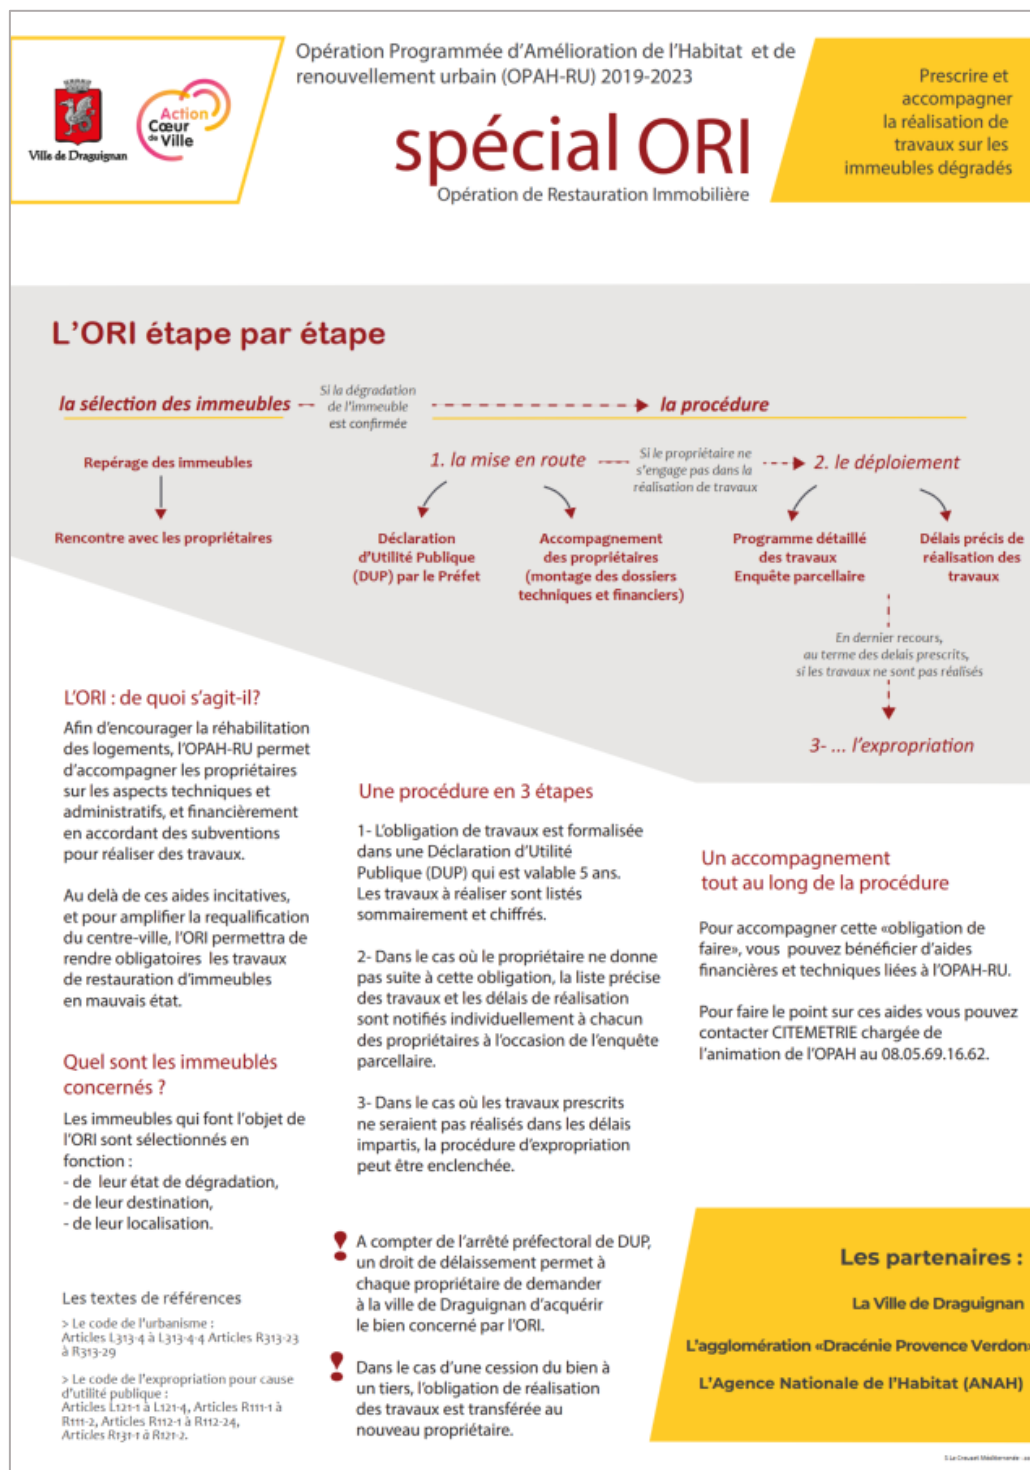 Ville de Draguignan
Action
Cœur
de Ville
Opération Programmée d'Amélioration de l'Habitat et de
renouvellement urbain (OPAH-RU) 2019-2023
spécial ORI
Opération de Restauration Immobilière
Prescrire et
accompagner
la réalisation de
travaux sur les
immeubles dégradés
L'ORI étape par étape
la sélection des immeubles
Si la dégradation
de l'immeuble
est confirmée
la procédure
Repérage des immeubles
Rencontre avec les propriétaires
1. la mise en route
Si le propriétaire ne
s'engage pas dans la
réalisation de travaux
2. le déploiement
Déclaration
d'Utilité Publique
(DUP) par le Préfet
Accompagnement
des propriétaires
(montage des dossiers
techniques et financiers)
Programme détaillé
des travaux
Enquête parcellaire
Délais précis de
réalisation des
travaux
En dernier recours,
au terme des delais prescrits,
si les travaux ne sont pas réalisés
3- ... l'expropriation
L'ORI : de quoi s'agit-il?
Afin d'encourager la réhabilitation
des logements, l'OPAH-RU permet
d'accompagner les propriétaires
sur les aspects techniques et
administratifs, et financièrement
en accordant des subventions
pour réaliser des travaux.
Au delà de ces aides incitatives,
et pour amplifier la requalification
du centre-ville, l'ORI permettra de
rendre obligatoires les travaux
de restauration d'immeubles
en mauvais état.
Quel sont les immeublés
concernés ?
Les immeubles qui font l'objet de
l'ORI sont sélectionnés en
fonction :
- de leur état de dégradation,
- de leur destination,
- de leur localisation.
Les textes de références
> Le code de l'urbanisme :
Articles L313-4 à L313-4-4 Articles R313-23
à R313-29
> Le code de l'expropriation pour cause
d'utilité publique :
Articles L121-1 à L121-4, Articles R111-1 à
R111-2, Articles R112-1 à R112-24,
Articles R131-1 à R121-2.
Une procédure en 3 étapes
1- L'obligation de travaux est formalisée
dans une Déclaration d'Utilité
Publique (DUP) qui est valable 5 ans.
Les travaux à réaliser sont listés
sommairement et chiffrés.
2- Dans le cas où le propriétaire ne donne
pas suite à cette obligation, la liste précise
des travaux et les délais de réalisation
sont notifiés individuellement à chacun
des propriétaires à l'occasion de l'enquête
parcellaire.
3- Dans le cas où les travaux prescrits
ne seraient pas réalisés dans les délais
impartis, la procédure d'expropriation
peut être enclenchée.
! A compter de l'arrêté préfectoral de DUP,
un droit de délaissement permet à
chaque propriétaire de demander
à la ville de Draguignan d'acquérir
le bien concerné par l'ORI.
! Dans le cas d'une cession du bien à
un tiers, l'obligation de réalisation
des travaux est transférée au
nouveau propriétaire.
Un accompagnement
tout au long de la procédure
Pour accompagner cette «obligation de
faire», vous pouvez bénéficier d'aides
financières et techniques liées à l'OPAH-RU.
Pour faire le point sur ces aides vous pouvez
contacter CITEMETRIE chargée de
l'animation de l'OPAH au 08.05.69.16.62.
Les partenaires :
La Ville de Draguignan
L'agglomération «Dracénie Provence Verdon»
L'Agence Nationale de l'Habitat (ANAH)